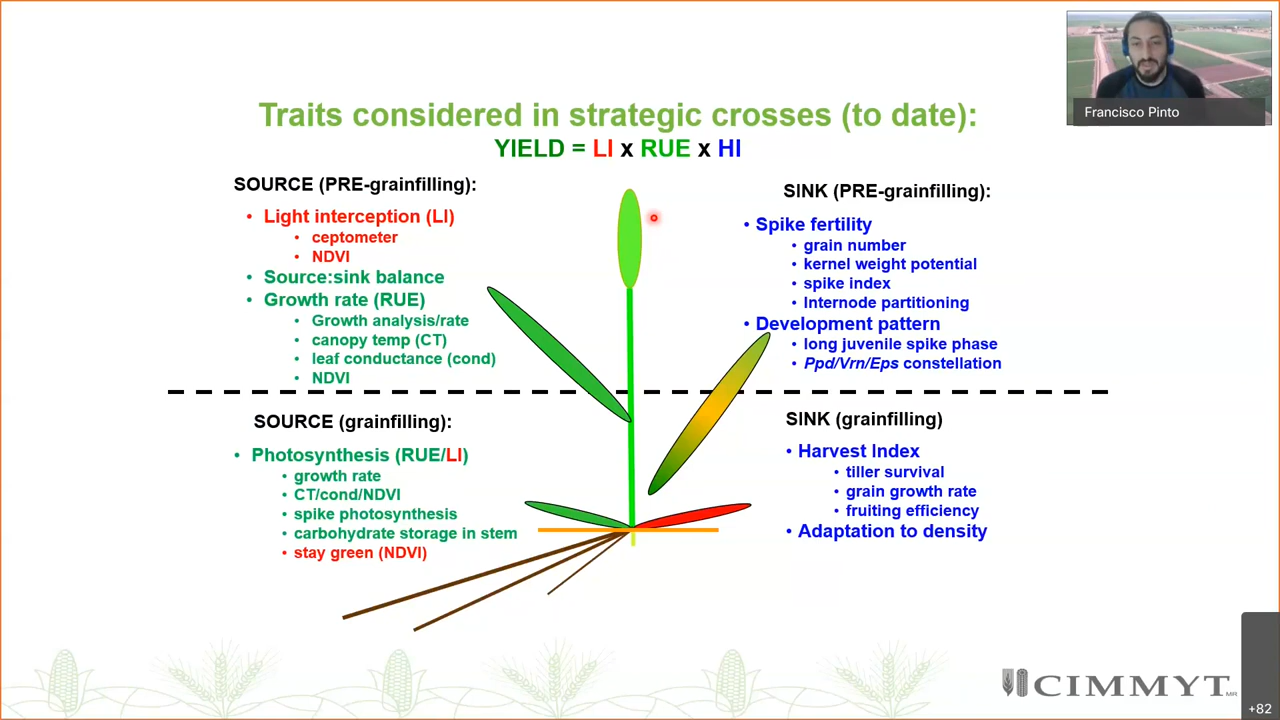 Francisco Pinto
Traits considered in strategic crosses (to date):
YIELD = LI x RUE x HI
SOURCE (PRE-grainfilling):
• Light interception (LI)
• ceptometer
• NDVI
• Source:sink balance
• Growth rate (RUE)
• Growth analysis/rate
• canopy temp (CT)
• leaf conductance (cond)
• NDVI
SINK (PRE-grainfilling):
• Spike fertility
• grain number
• kernel weight potential
• spike index
• Internode partitioning
• Development pattern
• long juvenile spike phase
• Ppd/Vrn/Eps constellation
SOURCE (grainfilling):
• Photosynthesis (RUE/LI)
• growth rate
• CT/cond/NDVI
• spike photosynthesis
• carbohydrate storage in stem
• stay green (NDVI)
SINK (grainfilling)
• Harvest Index
• tiller survival
• grain growth rate
• fruiting efficiency
• Adaptation to density
CIMMYT MR
+82